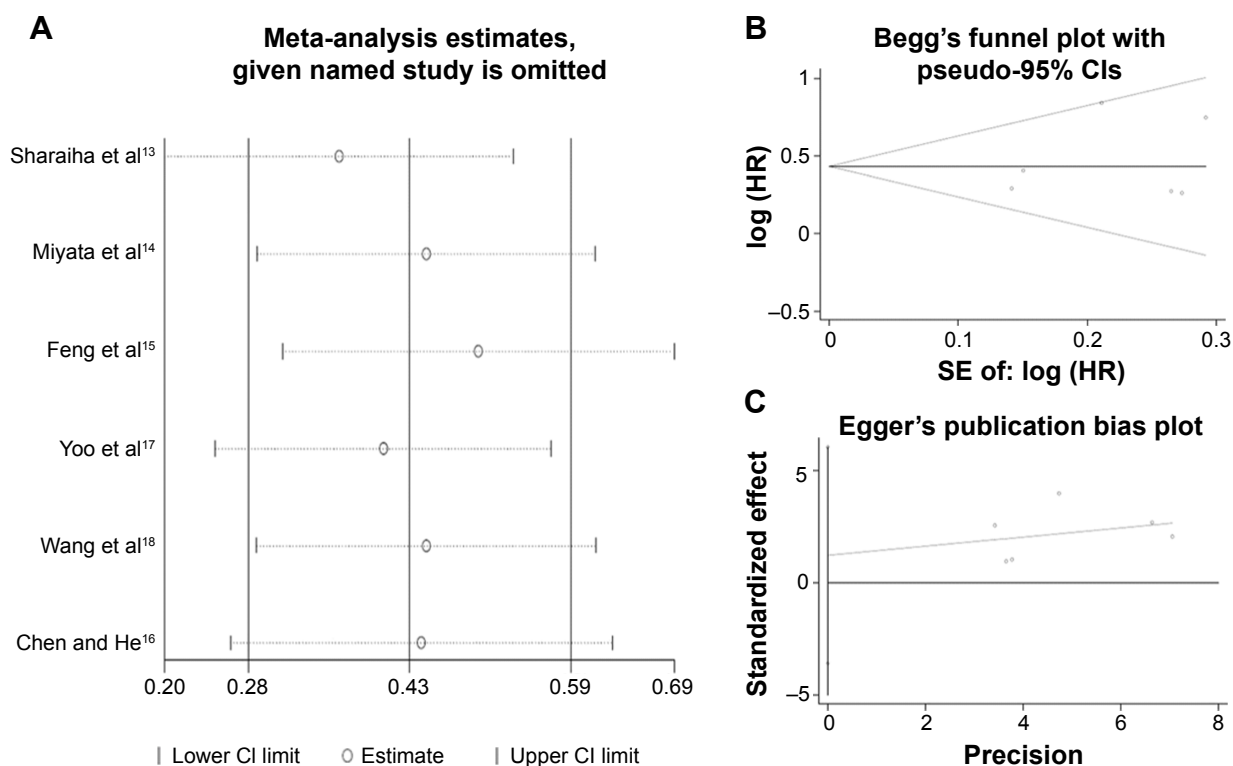 A
Meta-analysis estimates,
given named study is omitted
Sharaiha et al¹³
Miyata et al¹⁴
Feng et al¹⁵
Yoo et al¹⁷
Wang et al¹⁸
Chen and He¹⁶
0.20 0.28 0.43 0.59 0.69
Lower CI limit Estimate Upper CI limit
B
Begg's funnel plot with
pseudo-95% CIs
log (HR)
1
0.5
0
–0.5
0 0.1 0.2 0.3
SE of: log (HR)
C
Egger's publication bias plot
Standardized effect
5
0
–5
0 2 4 6 8
Precision